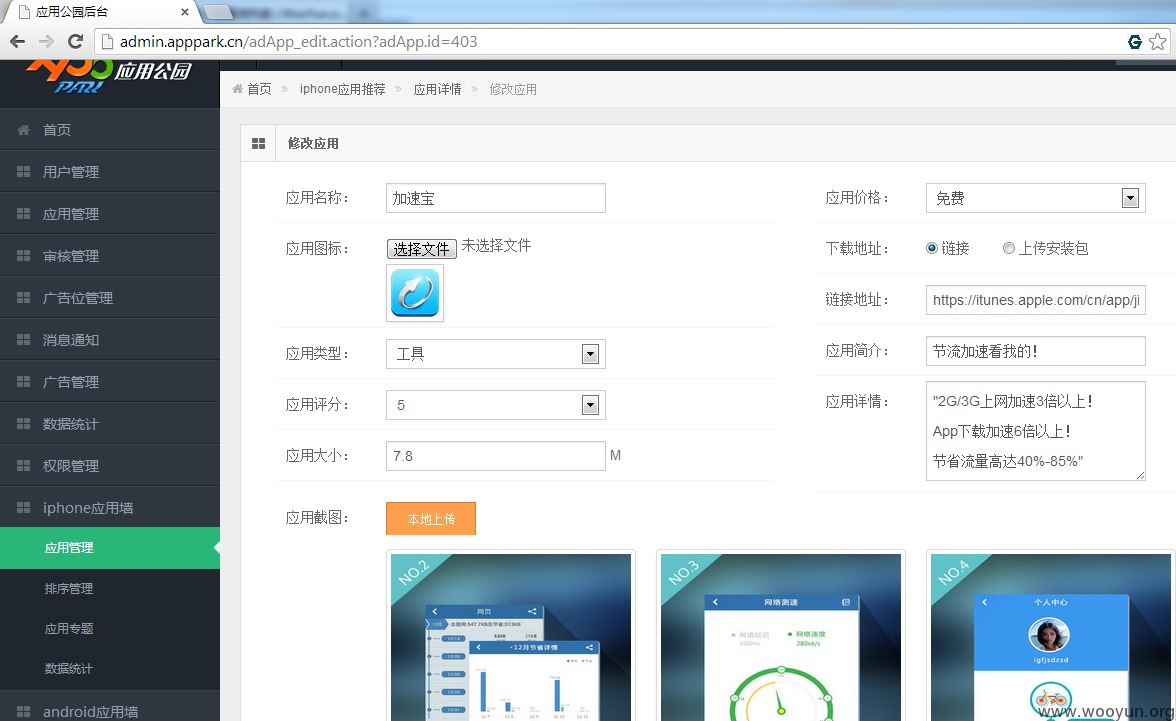 应用公园后台
admin.apppark.cn/adApp_edit.action?adApp.id=403
应用公园
首页
用户管理
应用管理
审核管理
广告位管理
消息通知
广告管理
数据统计
权限管理
iphone应用墙
应用管理
排序管理
应用专题
数据统计
android应用墙
首页 » iphone应用推荐 » 应用详情 » 修改应用
修改应用
应用名称： 加速宝
应用图标： 选择文件 未选择文件
应用类型： 工具
应用评分： 5
应用大小： 7.8 M
应用截图： 本地上传
应用价格： 免费
下载地址： 链接 上传安装包
链接地址： https://itunes.apple.com/cn/app/ji
应用简介： 节流加速看我的！
应用详情： "2G/3G上网加速3倍以上！
App下载加速6倍以上！
节省流量高达40%-85%"
NO.2
网页
-12月节省详情
NO.3
网络测速
网络延迟 网络速度
100ms 280kb/s
NO.4
个人中心
igfjsdzsd
www.wooyun.org